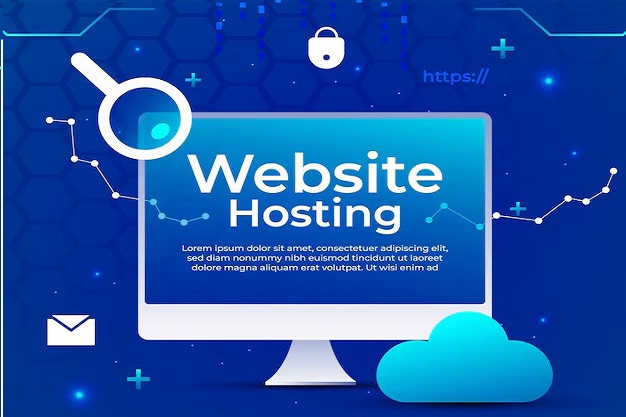 https://
Website
Hosting
Lorem ipsum dolor sit amet, consectetuer adipiscing elit,
sed diam nonummy nibh euismod tincidunt ut laoreet
dolore magna aliquam erat volutpat. Ut wisi enim ad